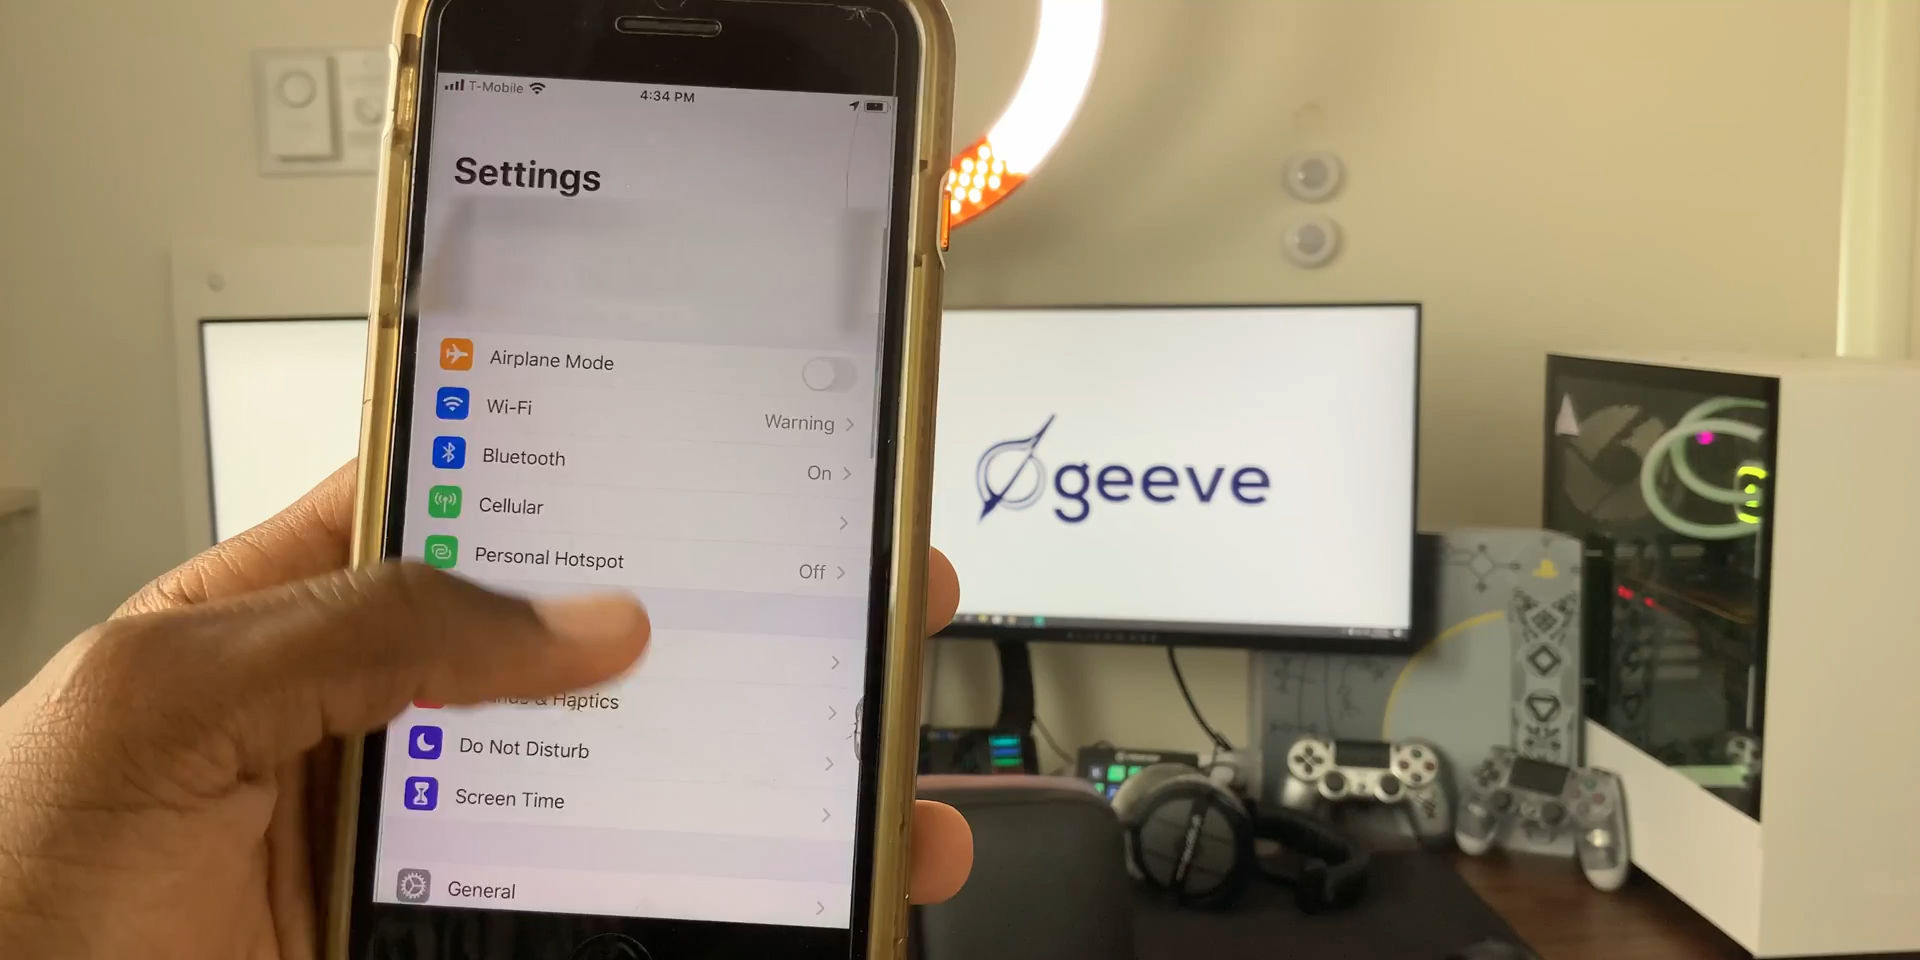 T-Mobile
4:34 PM
Settings
Airplane Mode
Wi-Fi
Warning
Bluetooth
On
Cellular
Personal Hotspot
Off
& Haptics
Do Not Disturb
Screen Time
General
geeve
ALIENWARE